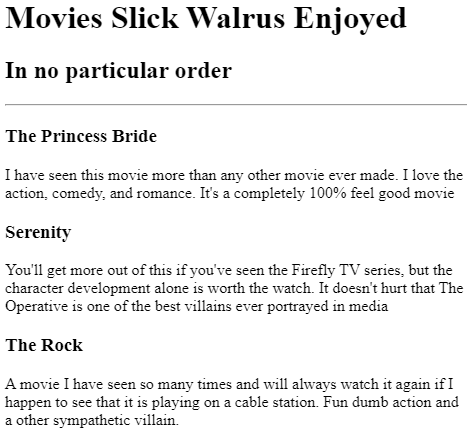 Movies Slick Walrus Enjoyed
In no particular order
The Princess Bride
I have seen this movie more than any other movie ever made. I love the
action, comedy, and romance. It's a completely 100% feel good movie
Serenity
You'll get more out of this if you've seen the Firefly TV series, but the
character development alone is worth the watch. It doesn't hurt that The
Operative is one of the best villains ever portrayed in media
The Rock
A movie I have seen so many times and will always watch it again if I
happen to see that it is playing on a cable station. Fun dumb action and
a other sympathetic villain.